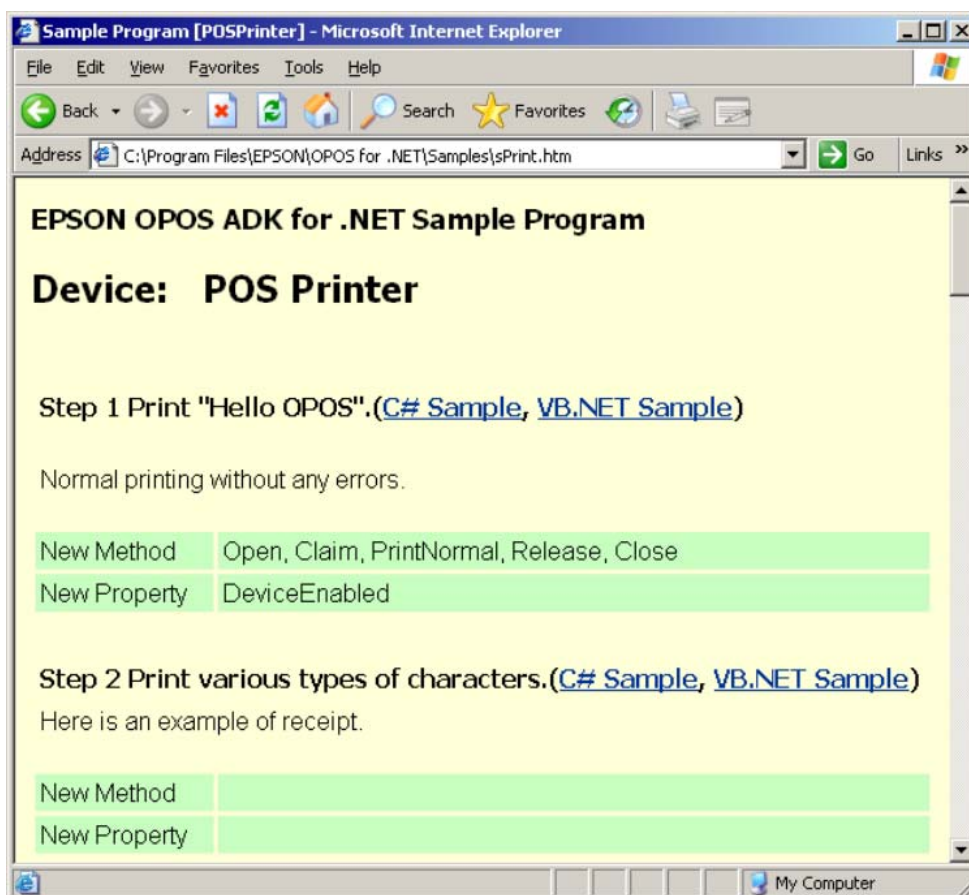 Sample Program [POSPrinter] - Microsoft Internet Explorer
File Edit View Favorites Tools Help
Back Search Favorites
Address C:\Program Files\EPSON\OPOS for .NET\Samples\sPrint.htm Go Links »
EPSON OPOS ADK for .NET Sample Program
Device: POS Printer
Step 1 Print "Hello OPOS".(C# Sample, VB.NET Sample)
Normal printing without any errors.
New Method Open, Claim, PrintNormal, Release, Close
New Property DeviceEnabled
Step 2 Print various types of characters.(C# Sample, VB.NET Sample)
Here is an example of receipt.
New Method
New Property
My Computer